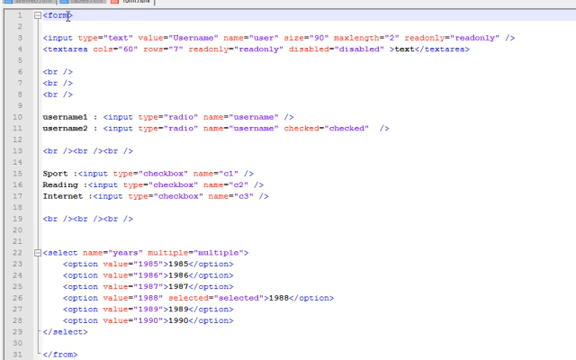 <form>
<input type="text" value="Username" name="user" size="90" maxlength="2" readonly="readonly" />
<textarea cols="60" rows="7" readonly="readonly" disabled="disabled" >text</textarea>
<br />
<br />
<br />
username1 : <input type="radio" name="username" />
username2 : <input type="radio" name="username" checked="checked"  />
<br /><br /><br />
Sport :<input type="checkbox" name="c1" />
Reading :<input type="checkbox" name="c2" />
Internet :<input type="checkbox" name="c3" />
<br /><br /><br />
<select name="years" multiple="multiple">
<option value="1985">1985</option>
<option value="1986">1986</option>
<option value="1987">1987</option>
<option value="1988" selected="selected">1988</option>
<option value="1989">1989</option>
<option value="1990">1990</option>
</select>
</from>